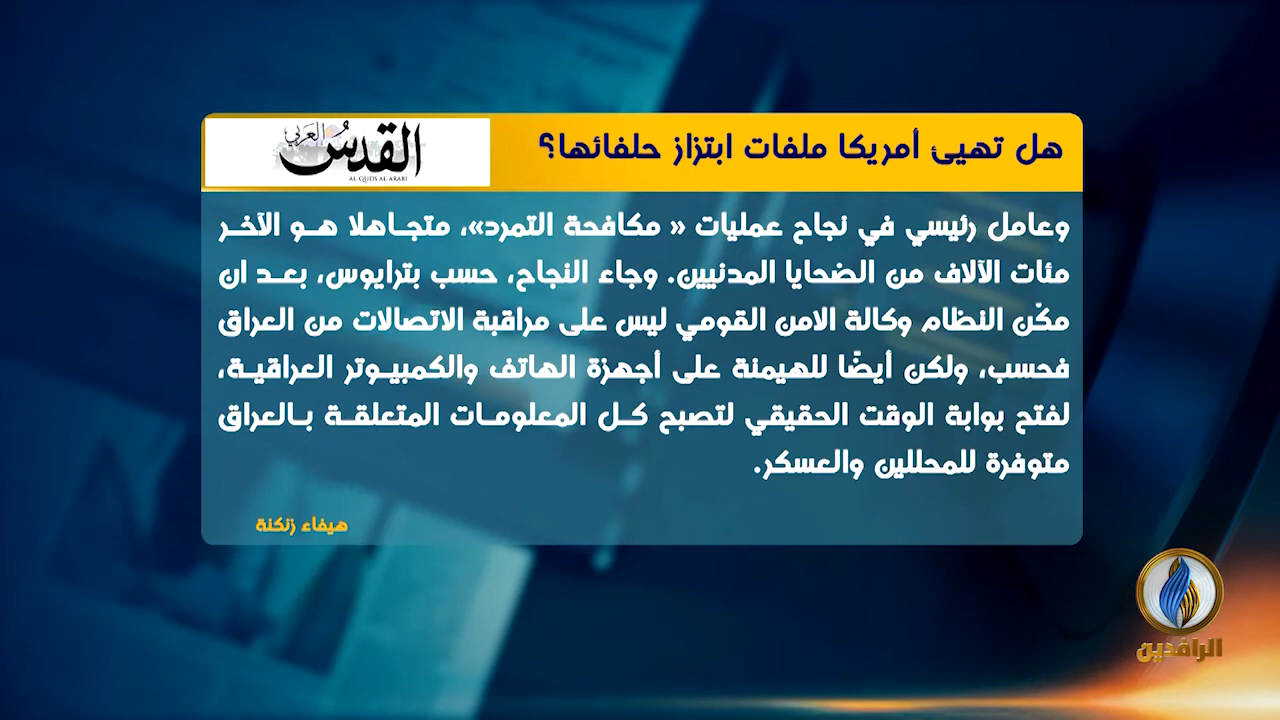 هل تهيئ أمريكا ملفات ابتزاز حلفائها؟
القدس العربي
AL QUDS AL-ARABI
وعامل رئيسي في نجاح عمليات « مكافحة التمرد»، متجاهلا هو الآخر
مئات الآلاف من الضحايا المدنيين. وجاء النجاح، حسب بترايوس، بعد ان
مكّن النظام وكالة الامن القومي ليس على مراقبة الاتصالات من العراق
فحسب، ولكن أيضًا للهيمنة على أجهزة الهاتف والكمبيوتر العراقية،
لفتح بوابة الوقت الحقيقي لتصبح كل المعلومات المتعلقة بالعراق
متوفرة للمحللين والعسكر.
هيفاء زنكنة
الرافدين